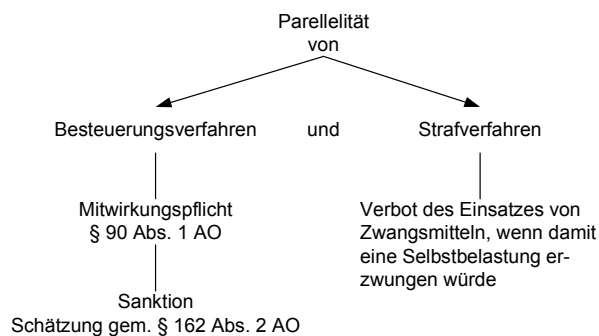 Parellelität
von
Besteuerungsverfahren und Strafverfahren
Mitwirkungspflicht
§ 90 Abs. 1 AO
Verbot des Einsatzes von
Zwangsmitteln, wenn damit
eine Selbstbelastung er-
zwungen würde
Sanktion
Schätzung gem. § 162 Abs. 2 AO